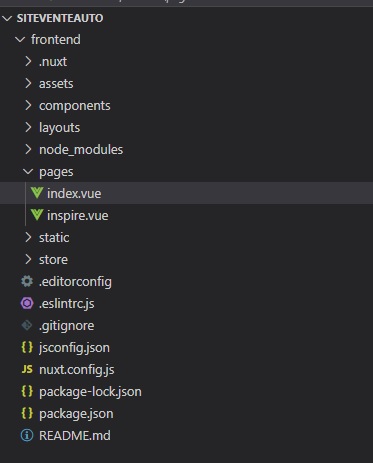 SITEVENTEAUTO
frontend
.nuxt
assets
components
layouts
node_modules
pages
index.vue
inspire.vue
static
store
.editorconfig
.eslintrc.js
.gitignore
{} jsconfig.json
JS nuxt.config.js
{} package-lock.json
{} package.json
README.md